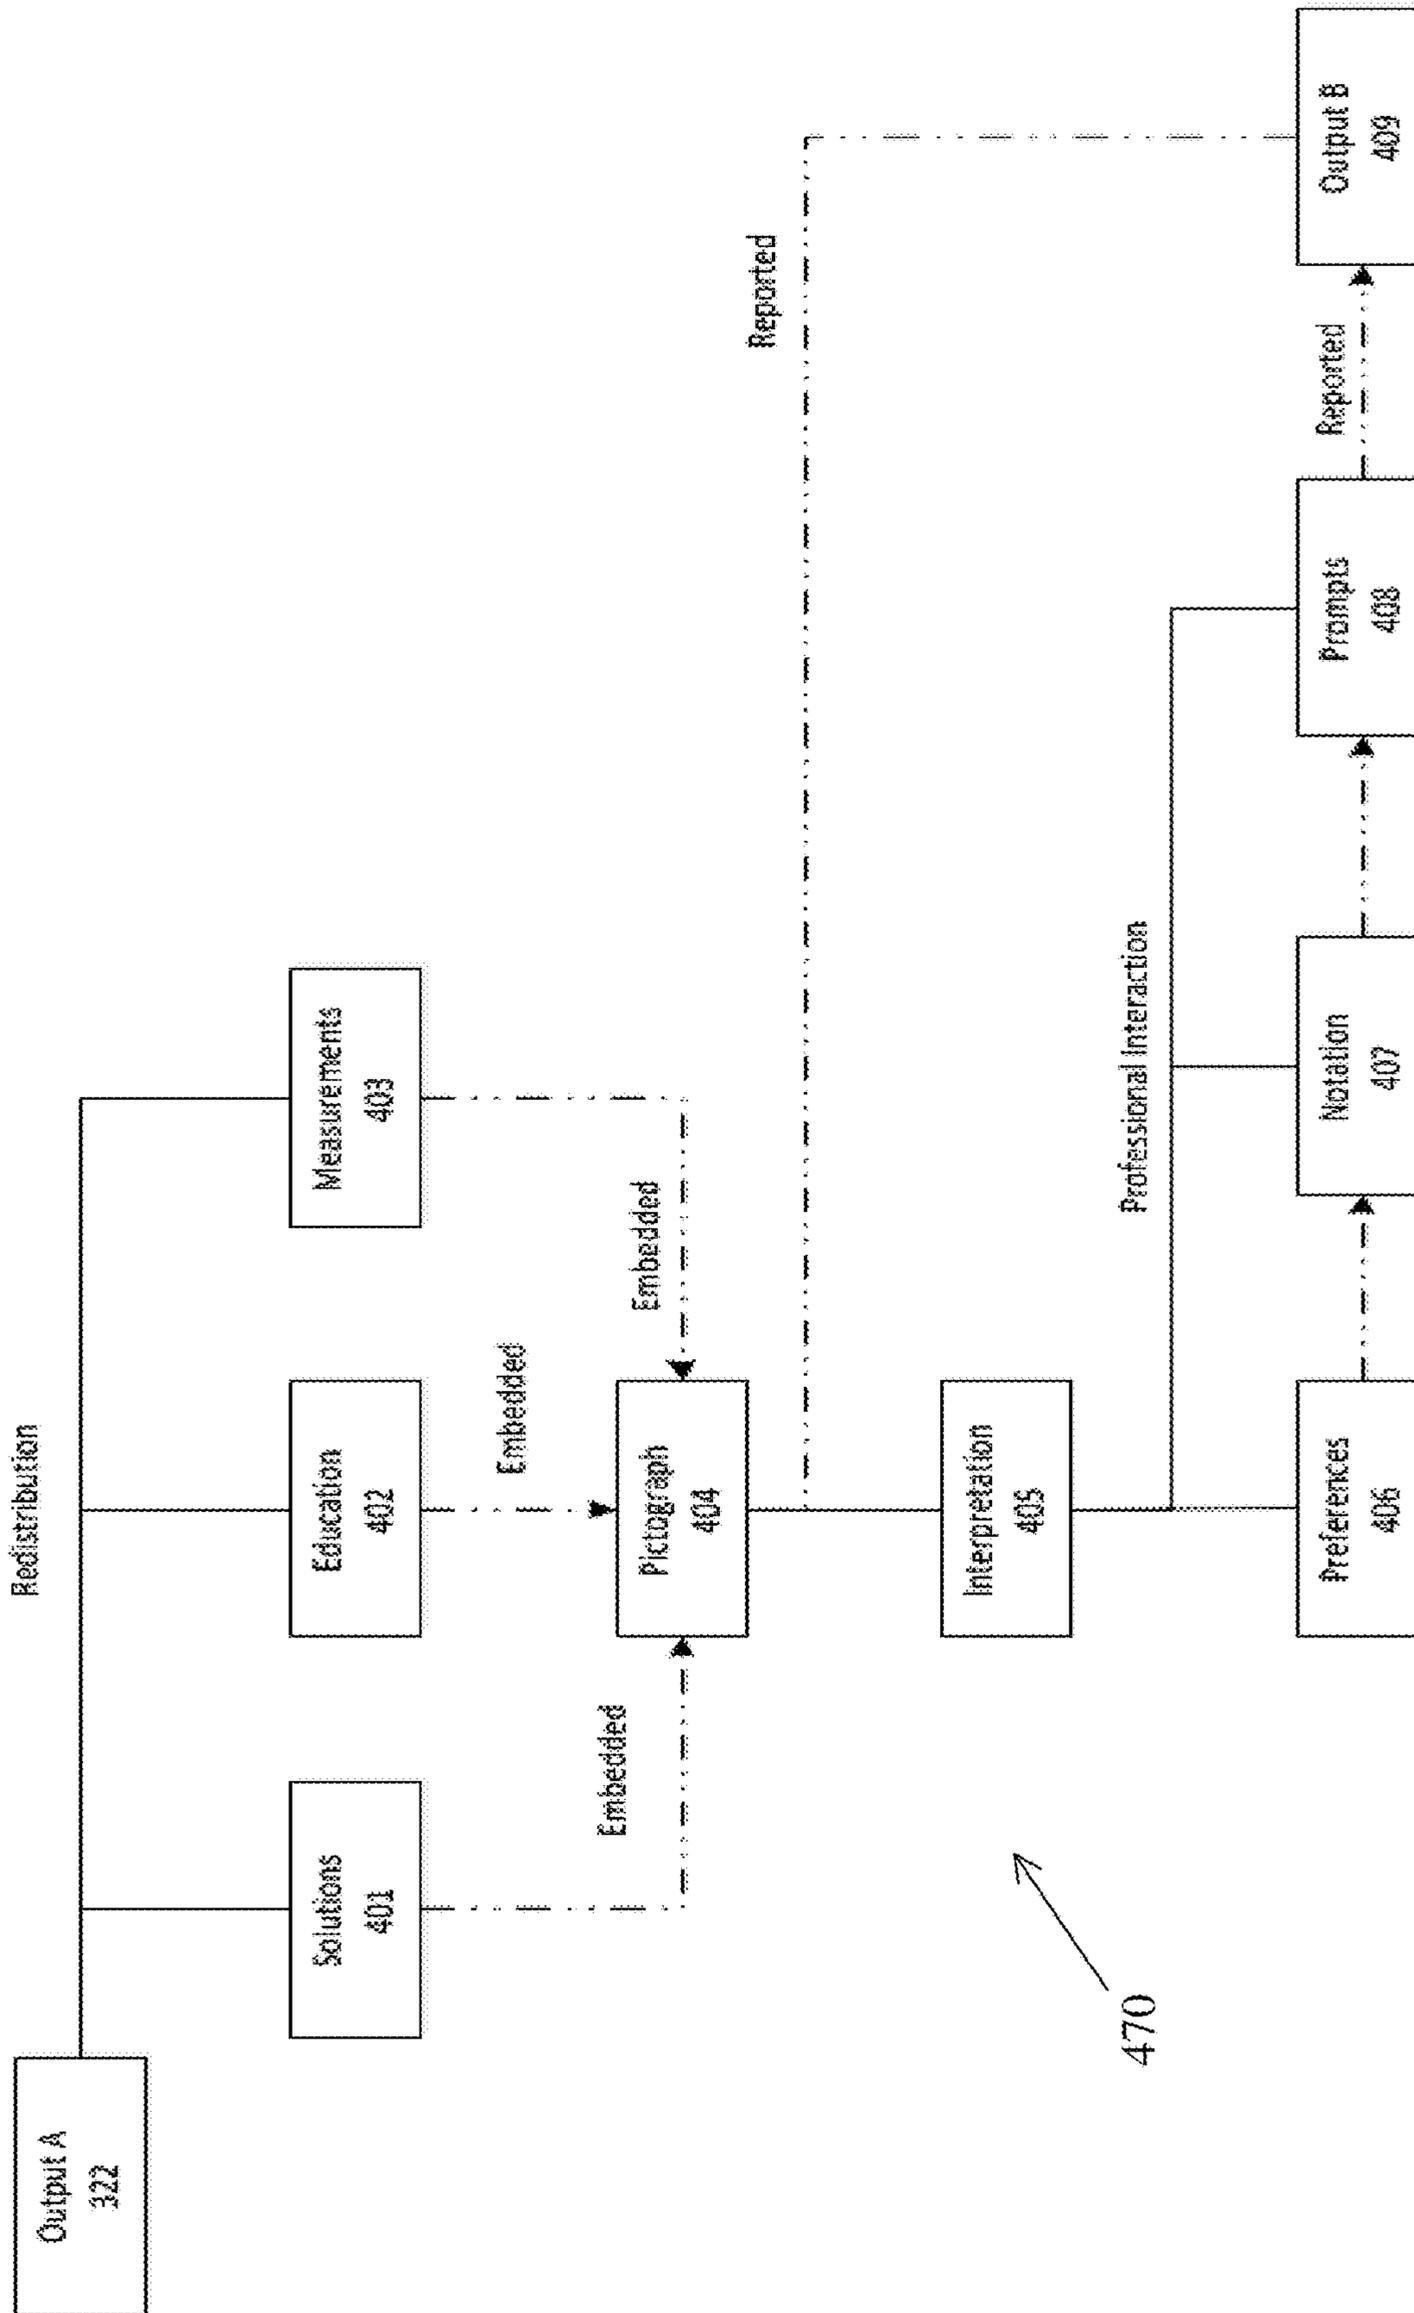 Output A
322
Redistribution
Solutions
401
Education
402
Measurements
403
Embedded
Embedded
Embedded
Pictograph
404
Reported
Interpretation
405
Professional Interaction
Preferences
406
Notation
407
Prompts
408
Reported
Output B
409
470